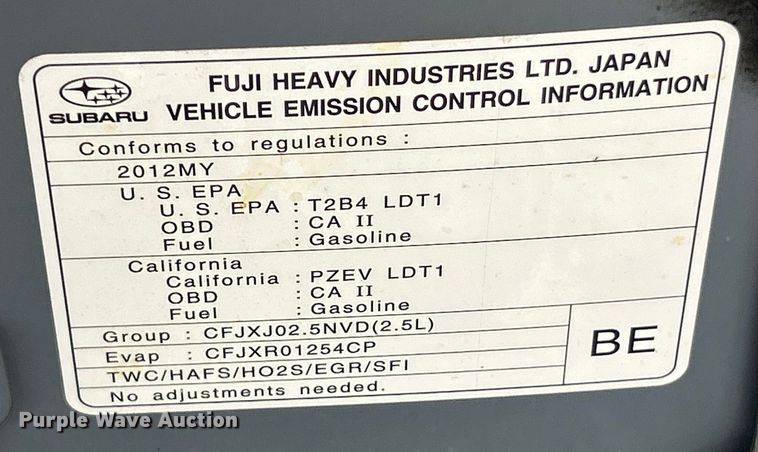 SUBARU
FUJI HEAVY INDUSTRIES LTD. JAPAN
VEHICLE EMISSION CONTROL INFORMATION
Conforms to regulations :
2012MY
U. S. EPA
U. S. EPA : T2B4 LDT1
OBD : CA II
Fuel : Gasoline
California
California : PZEV LDT1
OBD : CA II
Fuel : Gasoline
Group : CFJXJ02.5NVD(2.5L)
Evap : CFJXR01254CP
TWC/HAFS/HO2S/EGR/SFI
No adjustments needed.
BE
Purple Wave Auction